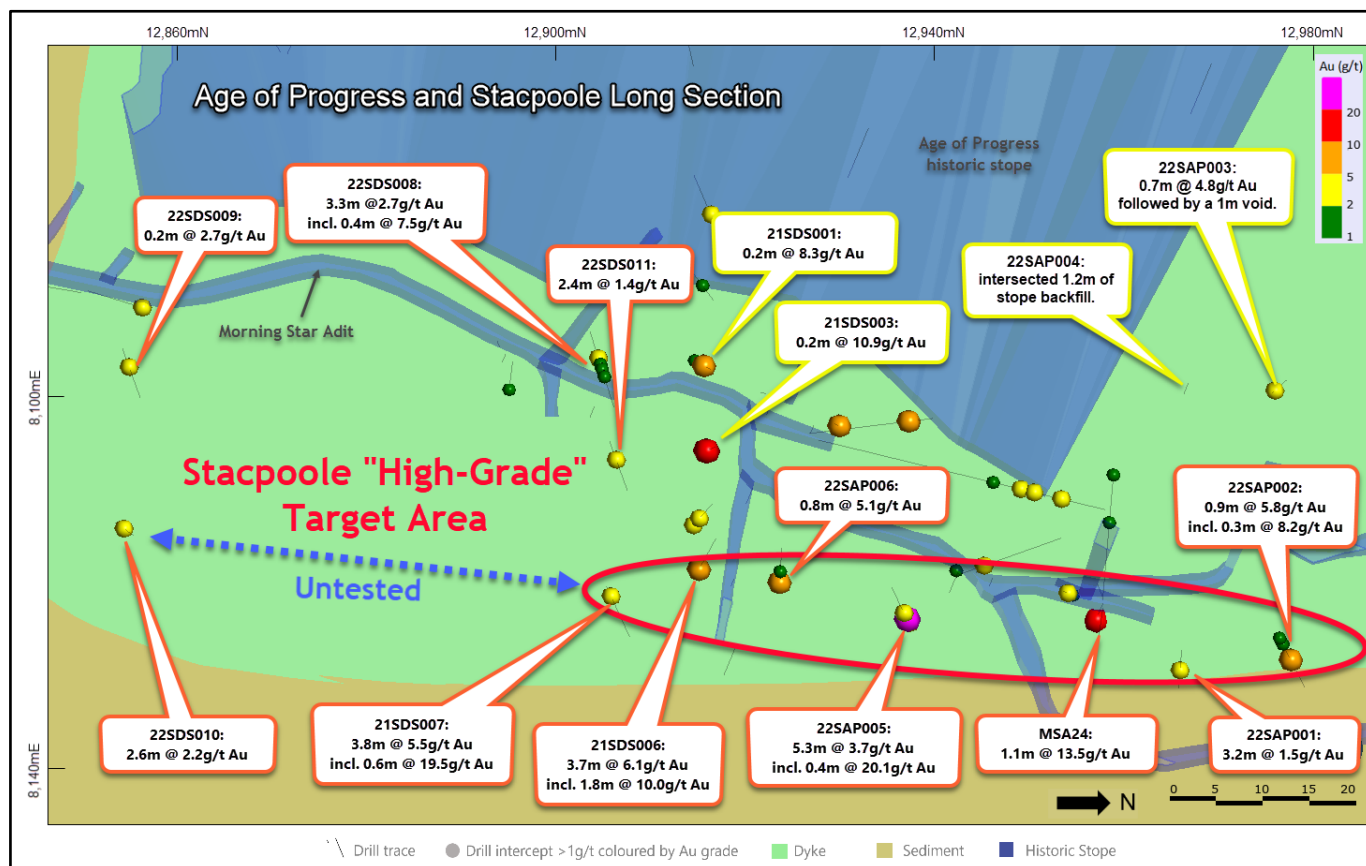 12,860mN
12,900mN
12,940mN
12,980mN
Age of Progress and Stacpoole Long Section
Au (g/t)
20
10
5
2
1
Age of Progress
historic stope
22SDS009:
0.2m @ 2.7g/t Au
22SDS008:
3.3m @2.7g/t Au
incl. 0.4m @ 7.5g/t Au
22SDS011:
2.4m @ 1.4g/t Au
21SDS001:
0.2m @ 8.3g/t Au
22SAP003:
0.7m @ 4.8g/t Au
followed by a 1m void.
22SAP004:
intersected 1.2m of
stope backfill.
21SDS003:
0.2m @ 10.9g/t Au
Morning Star Adit
8,100mE
Stacpoole "High-Grade"
Target Area
Untested
22SAP006:
0.8m @ 5.1g/t Au
22SAP002:
0.9m @ 5.8g/t Au
incl. 0.3m @ 8.2g/t Au
22SDS010:
2.6m @ 2.2g/t Au
21SDS007:
3.8m @ 5.5g/t Au
incl. 0.6m @ 19.5g/t Au
21SDS006:
3.7m @ 6.1g/t Au
incl. 1.8m @ 10.0g/t Au
22SAP005:
5.3m @ 3.7g/t Au
incl. 0.4m @ 20.1g/t Au
MSA24:
1.1m @ 13.5g/t Au
22SAP001:
3.2m @ 1.5g/t Au
8,140mE
N
0 5 10 15 20
Drill trace
Drill intercept >1g/t coloured by Au grade
Dyke
Sediment
Historic Stope